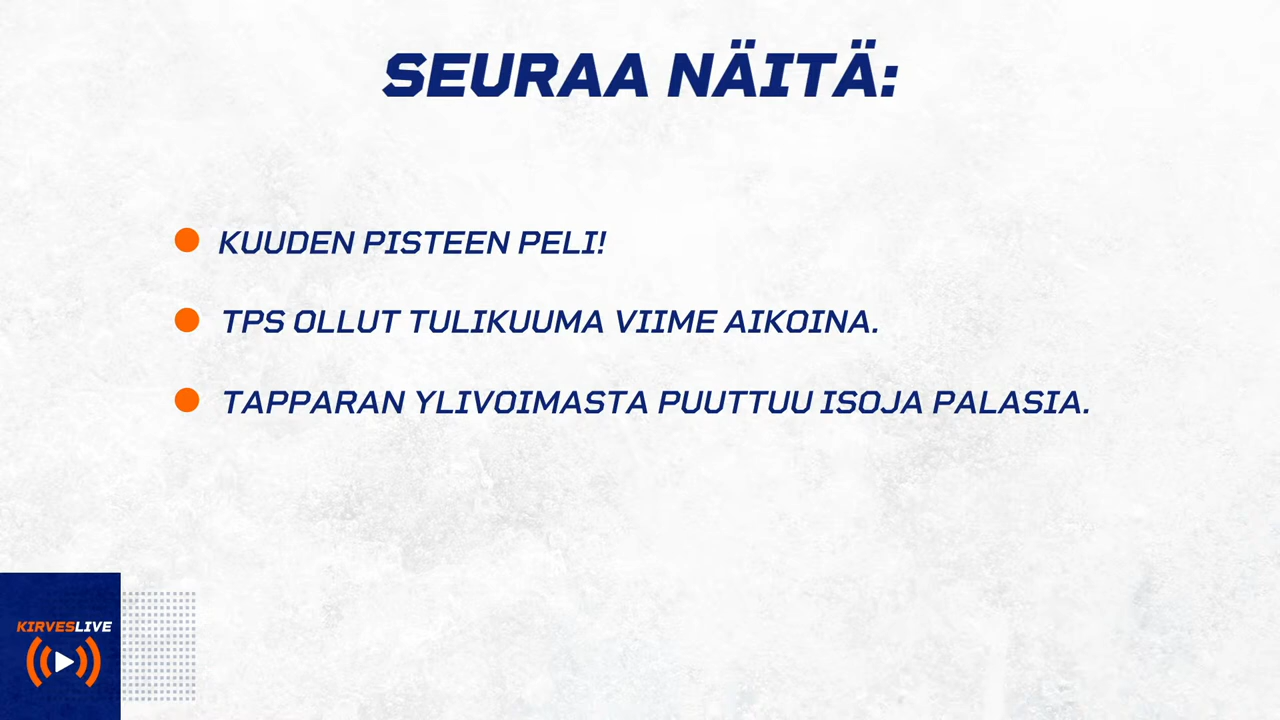 SEURAA NÄITÄ:
KUUDEN PISTEEN PELI!
TPS OLLUT TULIKUUMA VIIME AIKOINA.
TAPPARAN YLIVOIMASTA PUUTTUU ISOJA PALASIA.
KIRVESLIVE